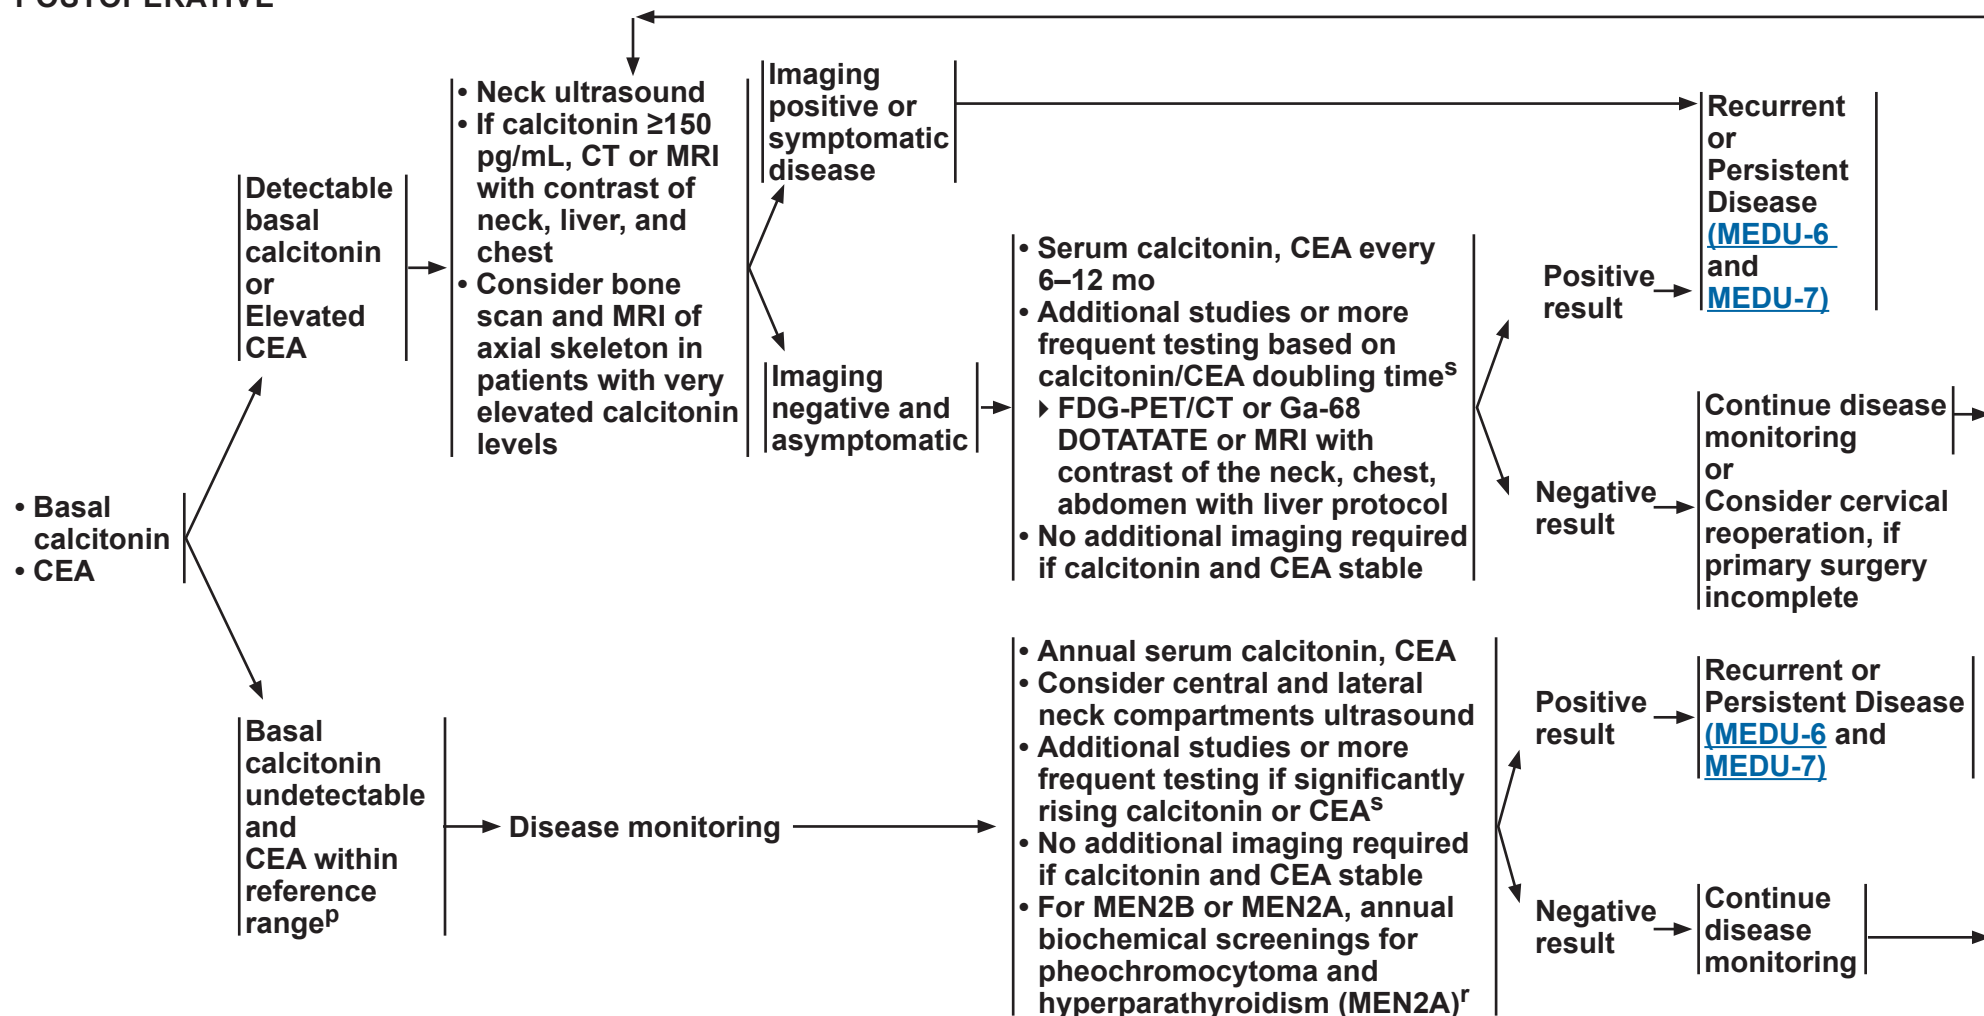 POSTOPERATIVE
• Basal
calcitonin
• CEA
Detectable
basal
calcitonin
or
Elevated
CEA
• Neck ultrasound
• If calcitonin ≥150
pg/mL, CT or MRI
with contrast of
neck, liver, and
chest
• Consider bone
scan and MRI of
axial skeleton in
patients with very
elevated calcitonin
levels
Imaging
positive or
symptomatic
disease
Recurrent
or
Persistent
Disease
(MEDU-6
and
MEDU-7)
Imaging
negative and
asymptomatic
• Serum calcitonin, CEA every
6–12 mo
• Additional studies or more
frequent testing based on
calcitonin/CEA doubling timeˢ
‣ FDG-PET/CT or Ga-68
DOTATATE or MRI with
contrast of the neck, chest,
abdomen with liver protocol
• No additional imaging required
if calcitonin and CEA stable
Positive
result
Negative
result
Continue disease
monitoring
or
Consider cervical
reoperation, if
primary surgery
incomplete
Basal
calcitonin
undetectable
and
CEA within
reference
rangeᵖ
Disease monitoring
• Annual serum calcitonin, CEA
• Consider central and lateral
neck compartments ultrasound
• Additional studies or more
frequent testing if significantly
rising calcitonin or CEAˢ
• No additional imaging required
if calcitonin and CEA stable
• For MEN2B or MEN2A, annual
biochemical screenings for
pheochromocytoma and
hyperparathyroidism (MEN2A)ʳ
Positive
result
Recurrent or
Persistent Disease
(MEDU-6 and
MEDU-7)
Negative
result
Continue
disease
monitoring